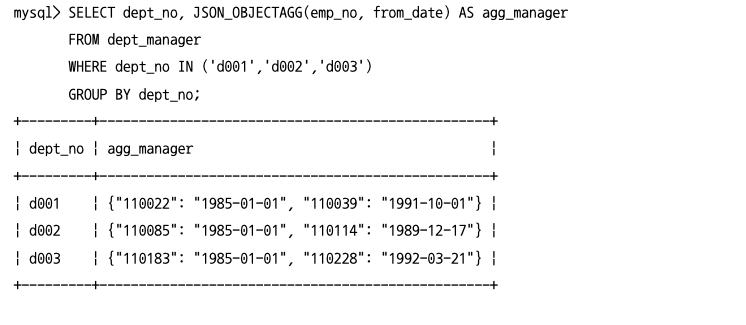 mysql> SELECT dept_no, JSON_OBJECTAGG(emp_no, from_date) AS agg_manager
       FROM dept_manager
       WHERE dept_no IN ('d001','d002','d003')
       GROUP BY dept_no;
+---------+------------------------------------------------+
| dept_no | agg_manager                                    |
+---------+------------------------------------------------+
| d001    | {"110022": "1985-01-01", "110039": "1991-10-01"} |
| d002    | {"110085": "1985-01-01", "110114": "1989-12-17"} |
| d003    | {"110183": "1985-01-01", "110228": "1992-03-21"} |
+---------+------------------------------------------------+